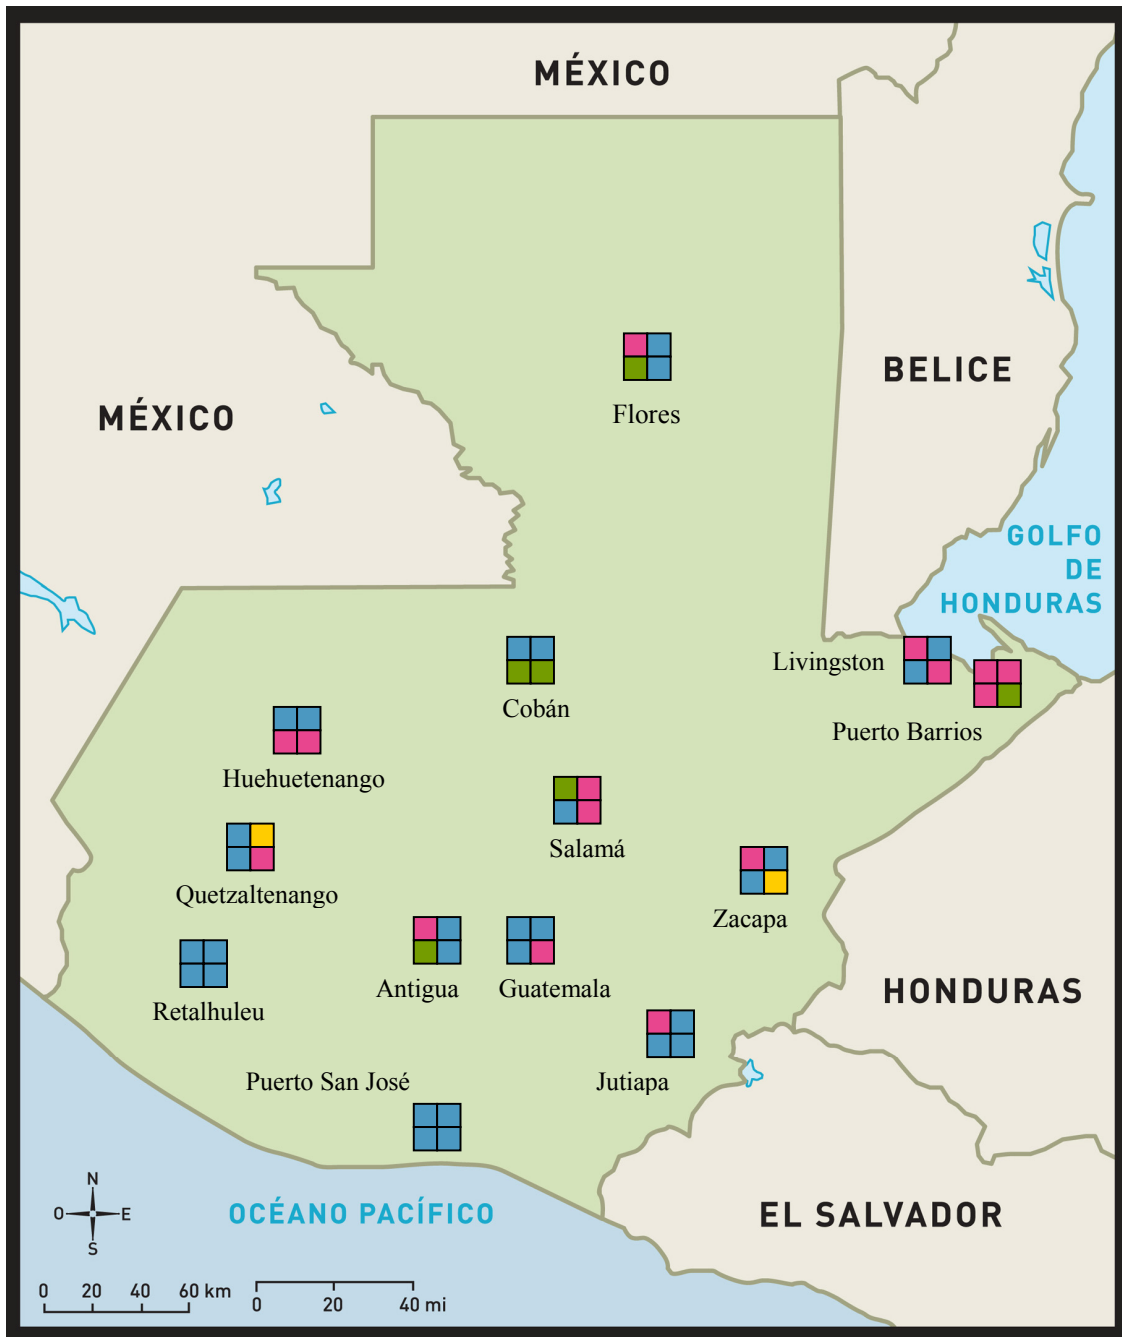 MÉXICO
BELICE
MÉXICO
Flores
GOLFO
DE
HONDURAS
Livingston
Cobán
Puerto Barrios
Huehuetenango
Salamá
Quetzaltenango
Zacapa
Antigua
Guatemala
Retalhuleu
HONDURAS
Puerto San José
Jutiapa
N
O
E
S
OCÉANO PACÍFICO
EL SALVADOR
0 20 40 60 km
0 20 40 mi